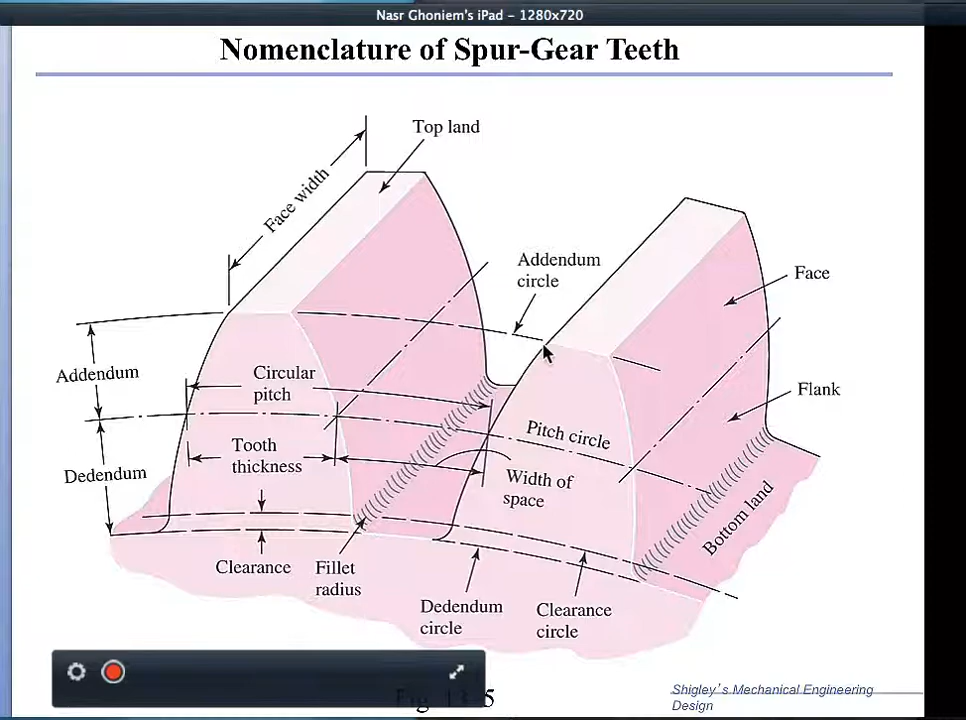 Nasr Ghoniem's iPad – 1280x720
Nomenclature of Spur-Gear Teeth
Top land
Face width
Addendum
circle
Face
Addendum
Circular
pitch
Flank
Pitch circle
Tooth
thickness
Dedendum
Width of
space
Bottom land
Clearance
Fillet
radius
Dedendum
circle
Clearance
circle
Shigley's Mechanical Engineering
Design